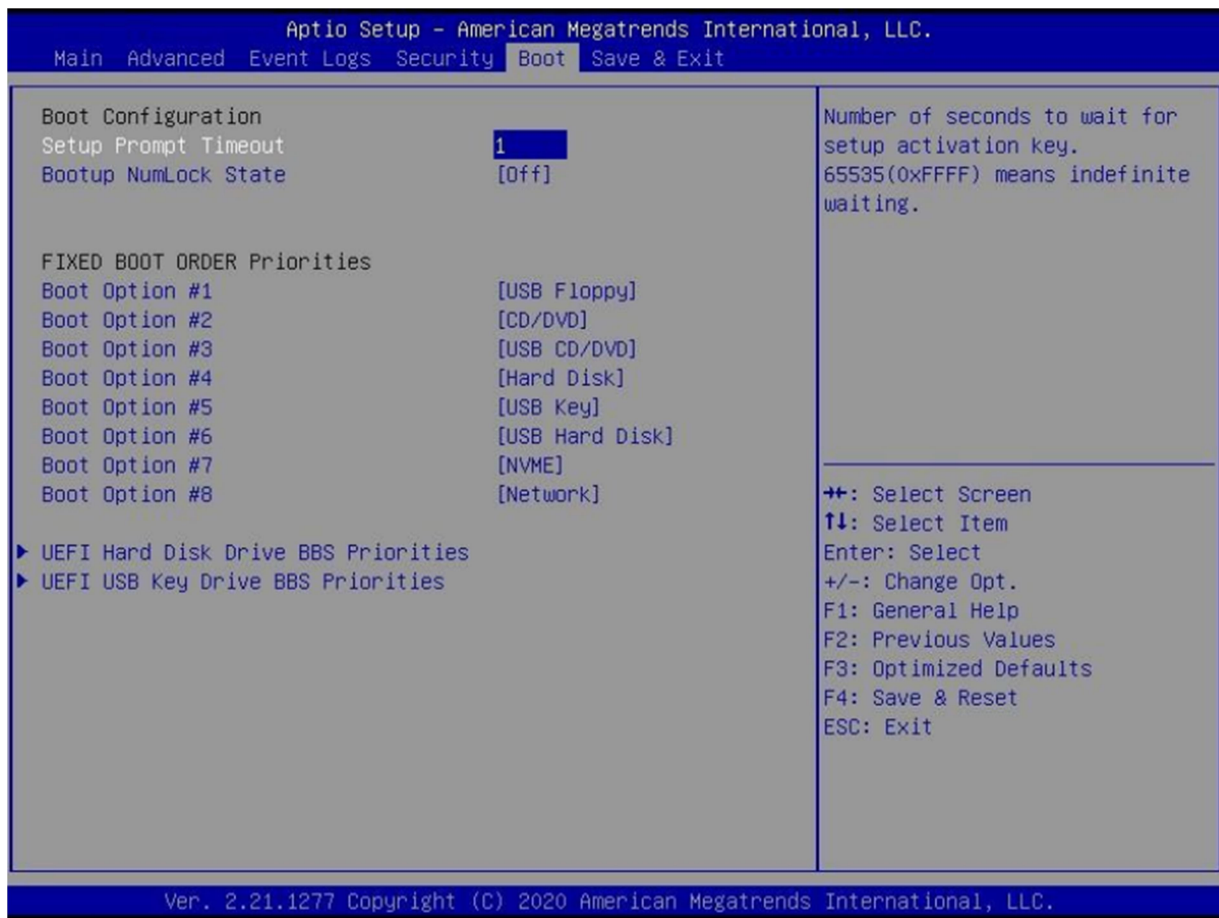 Aptio Setup – American Megatrends International, LLC.
Main Advanced Event Logs Security Boot Save & Exit
Boot Configuration
Setup Prompt Timeout 1
Bootup NumLock State [Off]
FIXED BOOT ORDER Priorities
Boot Option #1 [USB Floppy]
Boot Option #2 [CD/DVD]
Boot Option #3 [USB CD/DVD]
Boot Option #4 [Hard Disk]
Boot Option #5 [USB Key]
Boot Option #6 [USB Hard Disk]
Boot Option #7 [NVME]
Boot Option #8 [Network]
▶ UEFI Hard Disk Drive BBS Priorities
▶ UEFI USB Key Drive BBS Priorities
Number of seconds to wait for
setup activation key.
65535(0xFFFF) means indefinite
waiting.
→←: Select Screen
↑↓: Select Item
Enter: Select
+/-: Change Opt.
F1: General Help
F2: Previous Values
F3: Optimized Defaults
F4: Save & Reset
ESC: Exit
Ver. 2.21.1277 Copyright (C) 2020 American Megatrends International, LLC.